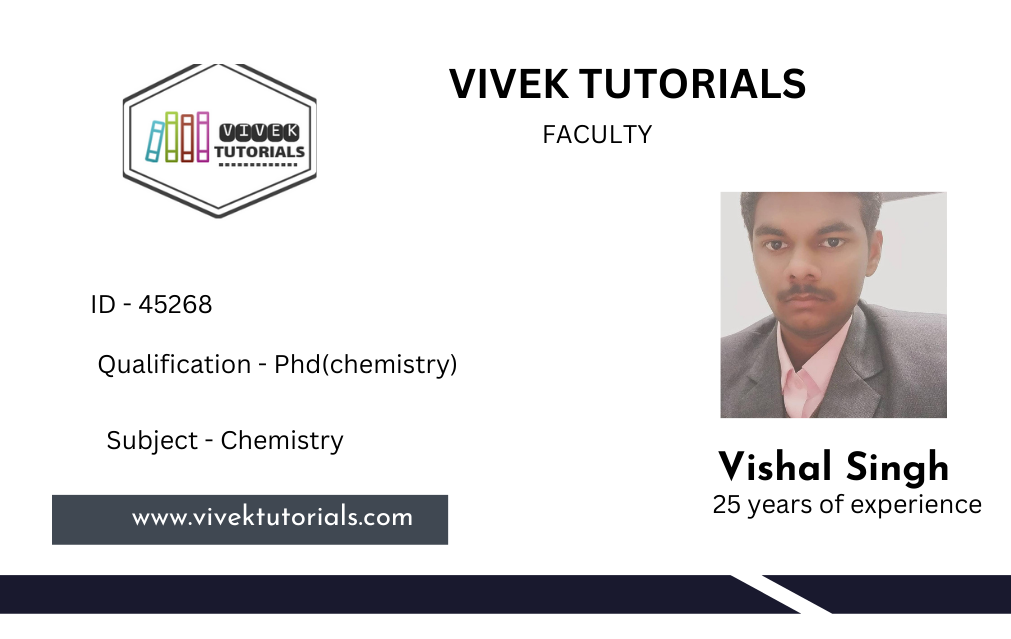 VIVEK
TUTORIALS
VIVEK TUTORIALS
FACULTY
ID - 45268
Qualification - Phd(chemistry)
Subject - Chemistry
www.vivektutorials.com
Vishal Singh
25 years of experience